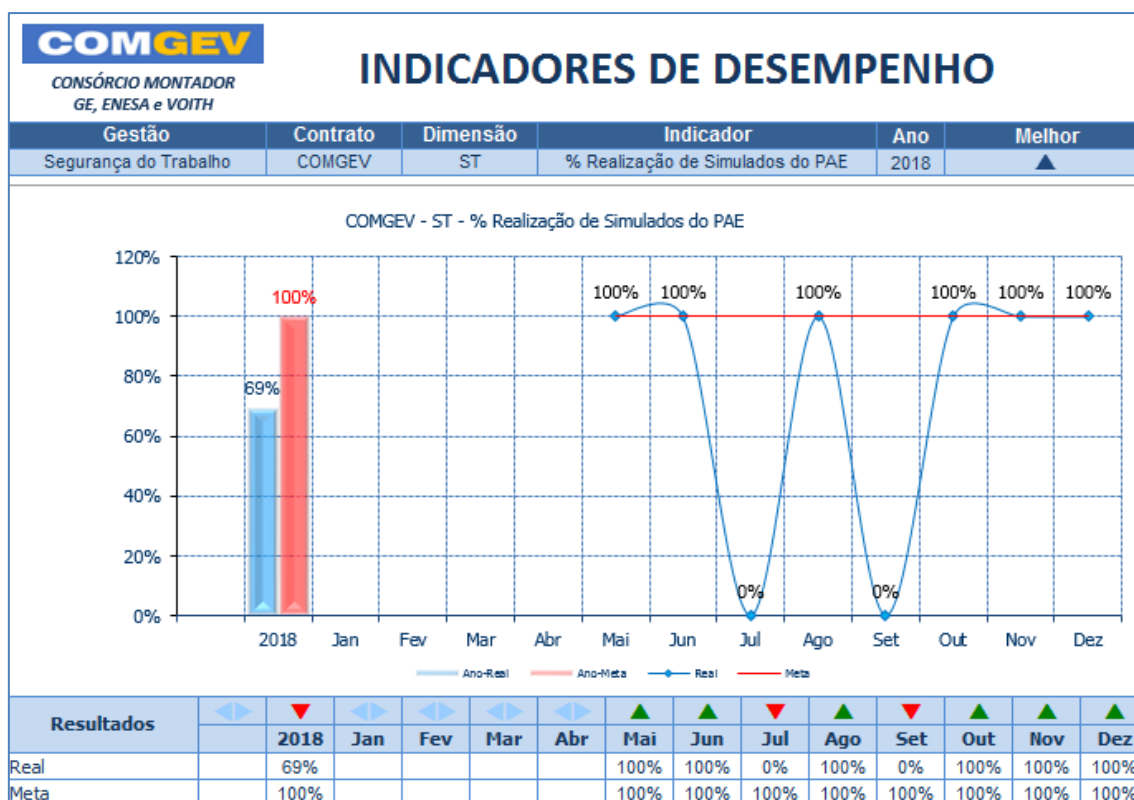 COMGEV
CONSÓRCIO MONTADOR
GE, ENESA e VOITH
INDICADORES DE DESEMPENHO
Gestão Contrato Dimensão Indicador Ano Melhor
Segurança do Trabalho COMGEV ST % Realização de Simulados do PAE 2018
COMGEV - ST - % Realização de Simulados do PAE
120%
100%
80%
60%
40%
20%
0%
69%
100%
100% 100% 0% 100% 0% 100% 100% 100%
2018 Jan Fev Mar Abr Mai Jun Jul Ago Set Out Nov Dez
Ano-Real Ano-Meta Real Meta
Resultados 2018 Jan Fev Mar Abr Mai Jun Jul Ago Set Out Nov Dez
Real 69% 100% 100% 0% 100% 0% 100% 100% 100%
Meta 100% 100% 100% 100% 100% 100% 100% 100% 100%